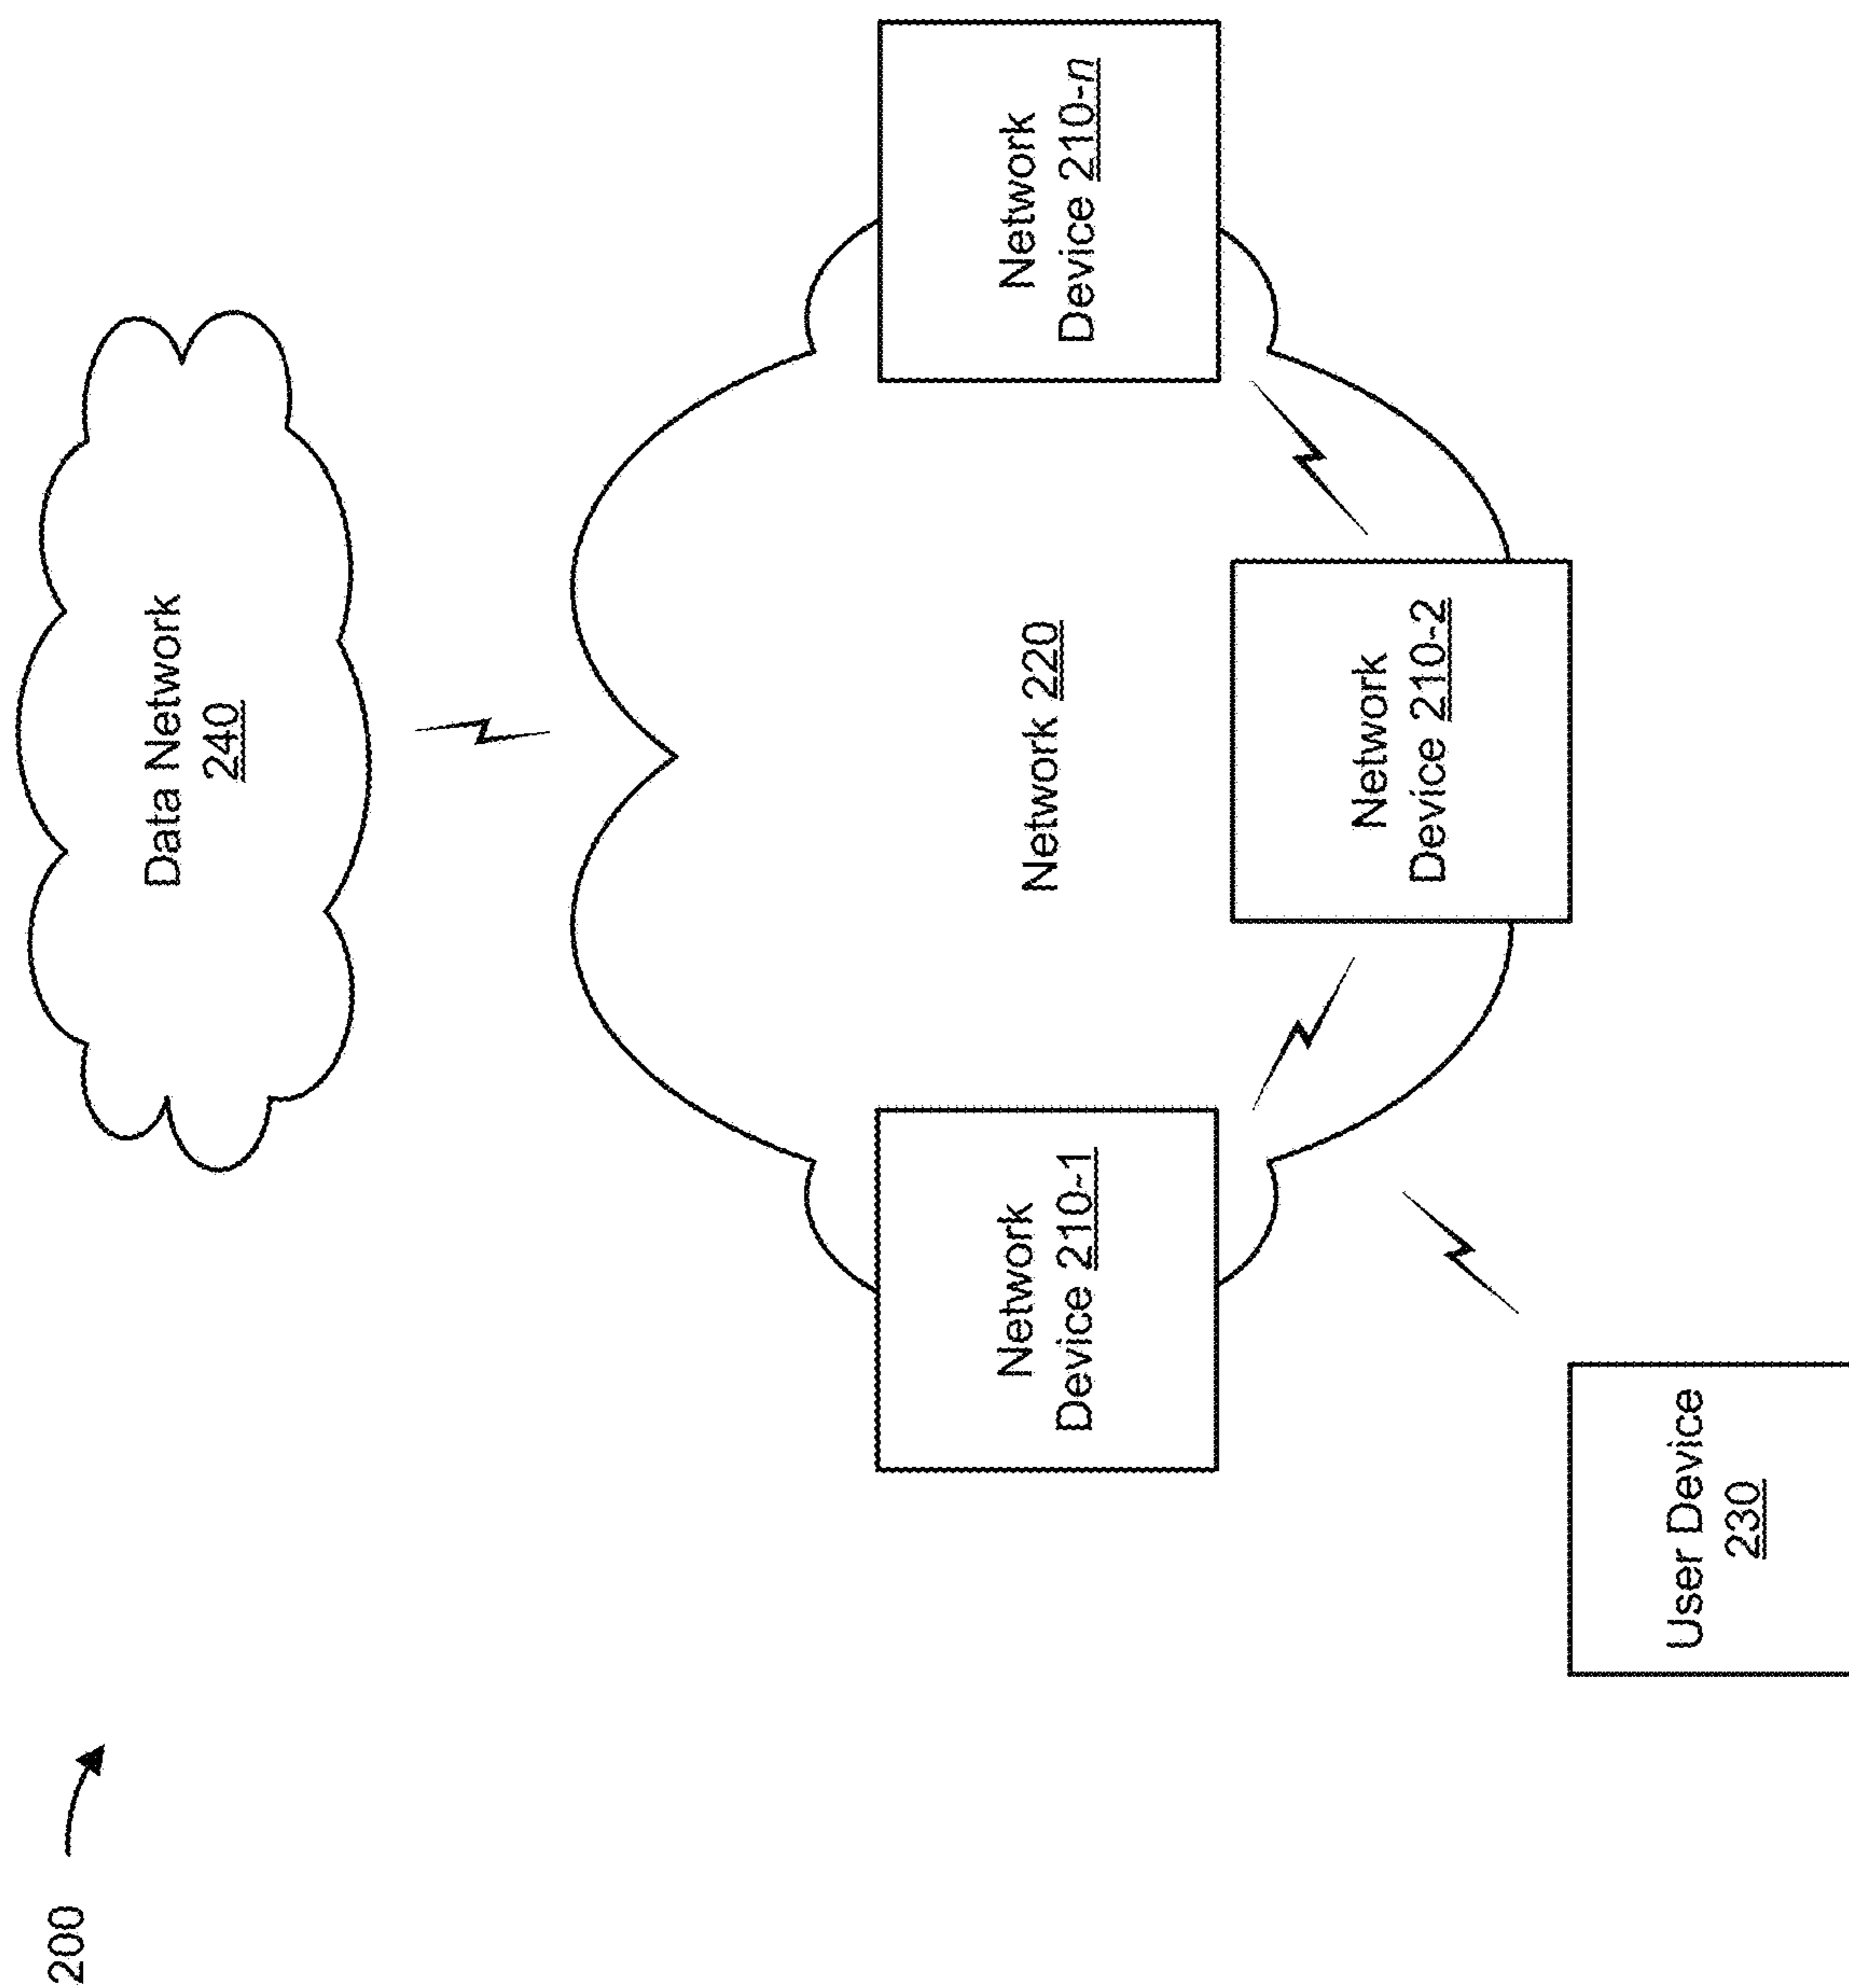 200
Data Network
240
Network 220
Network
Device 210-1
Network
Device 210-2
Network
Device 210-n
User Device
230